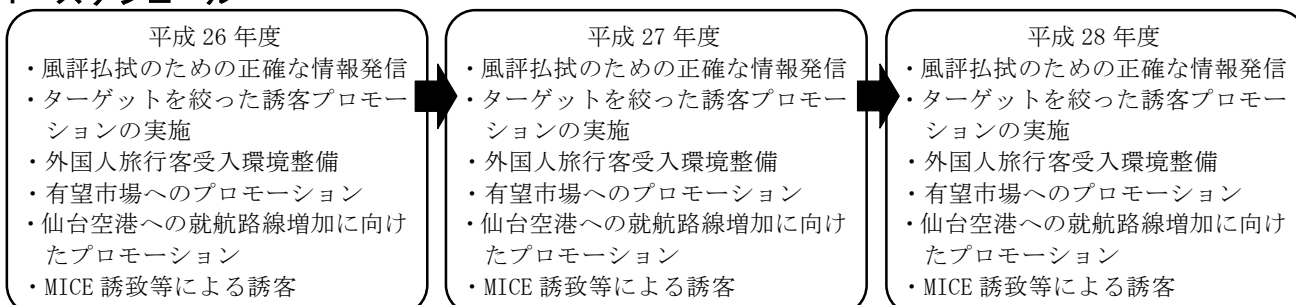 平成 26 年度
・風評払拭のための正確な情報発信
・ターゲットを絞った誘客プロモー
ションの実施
・外国人旅行客受入環境整備
・有望市場へのプロモーション
・仙台空港への就航路線増加に向け
たプロモーション
・MICE 誘致等による誘客
平成 27 年度
・風評払拭のための正確な情報発信
・ターゲットを絞った誘客プロモー
ションの実施
・外国人旅行客受入環境整備
・有望市場へのプロモーション
・仙台空港への就航路線増加に向け
たプロモーション
・MICE 誘致等による誘客
平成 28 年度
・風評払拭のための正確な情報発信
・ターゲットを絞った誘客プロモー
ションの実施
・外国人旅行客受入環境整備
・有望市場へのプロモーション
・仙台空港への就航路線増加に向け
たプロモーション
・MICE 誘致等による誘客